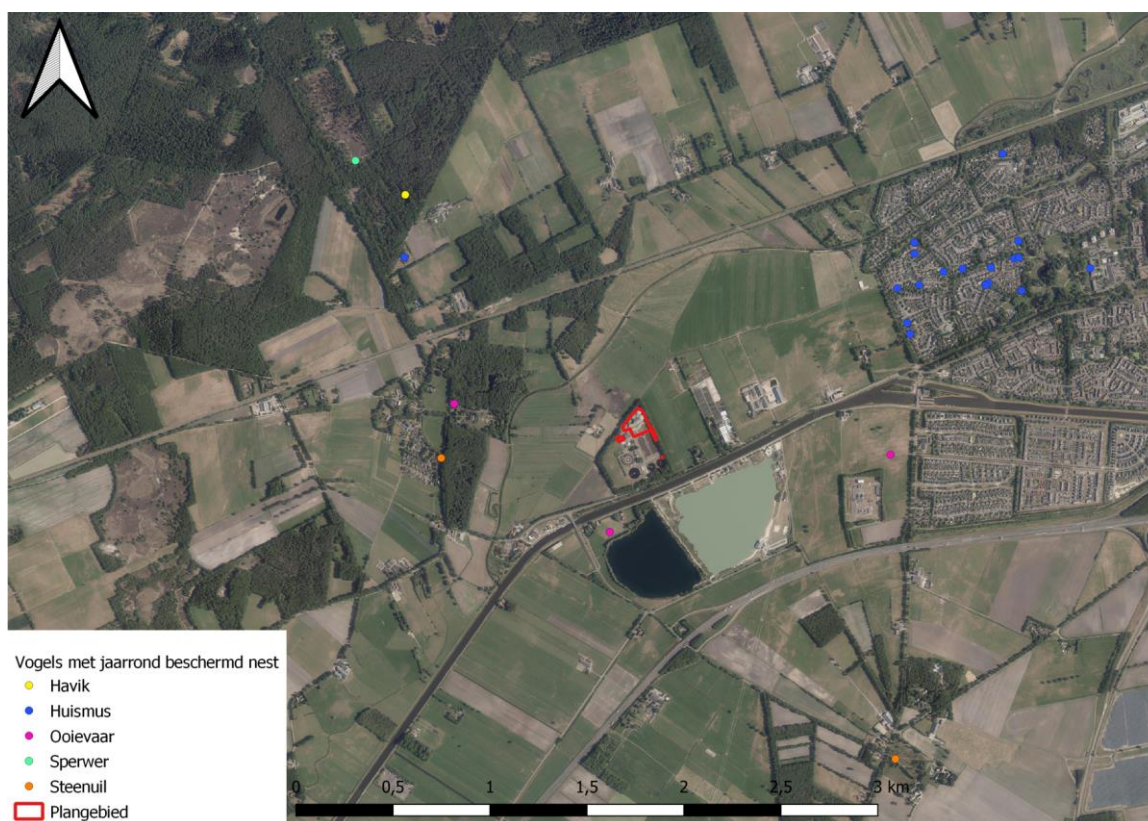 Vogels met jaarrond beschermd nest
Havik
Huismus
Ooievaar
Sperwer
Steenuil
Plangebied
0 0,5 1 1,5 2 2,5 3 km